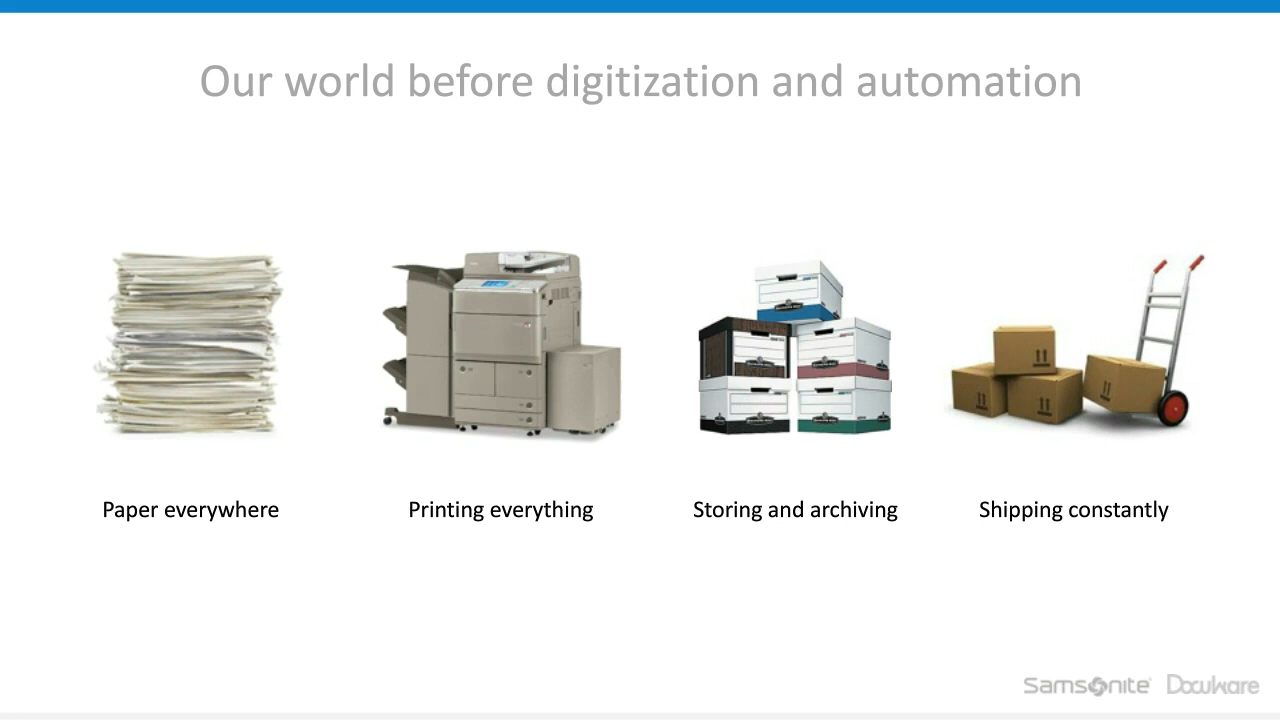 Our world before digitization and automation
Paper everywhere
Printing everything
Storing and archiving
Shipping constantly
Samsonite DocuWare